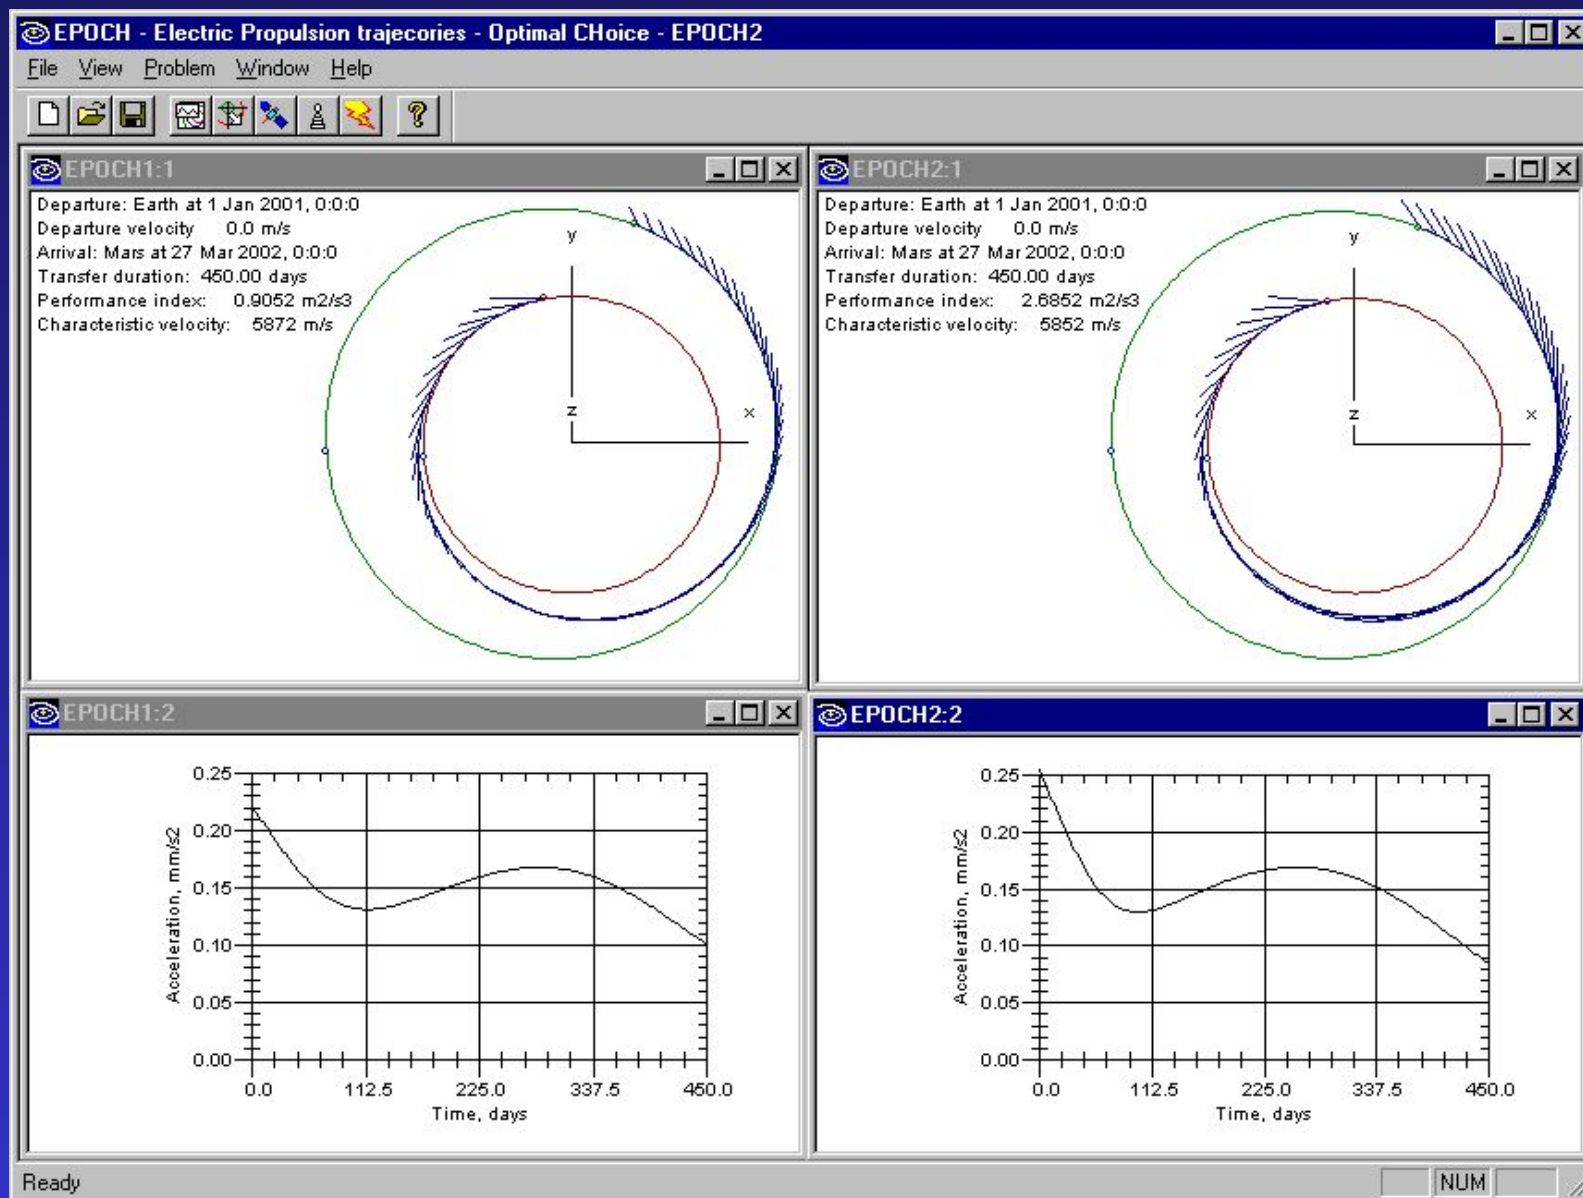 EPOCH - Electric Propulsion trajecories - Optimal CHoice - EPOCH2
File View Problem Window Help
EPOCH1:1
Departure: Earth at 1 Jan 2001, 0:0:0
Departure velocity 0.0 m/s
Arrival: Mars at 27 Mar 2002, 0:0:0
Transfer duration: 450.00 days
Performance index: 0.9052 m2/s3
Characteristic velocity: 5872 m/s
y
z
x
EPOCH2:1
Departure: Earth at 1 Jan 2001, 0:0:0
Departure velocity 0.0 m/s
Arrival: Mars at 27 Mar 2002, 0:0:0
Transfer duration: 450.00 days
Performance index: 2.6852 m2/s3
Characteristic velocity: 5852 m/s
y
z
x
EPOCH1:2
0.25
0.20
0.15
0.10
0.05
0.00
Acceleration, mm/s2
0.0 112.5 225.0 337.5 450.0
Time, days
EPOCH2:2
0.25
0.20
0.15
0.10
0.05
0.00
Acceleration, mm/s2
0.0 112.5 225.0 337.5 450.0
Time, days
Ready
NUM